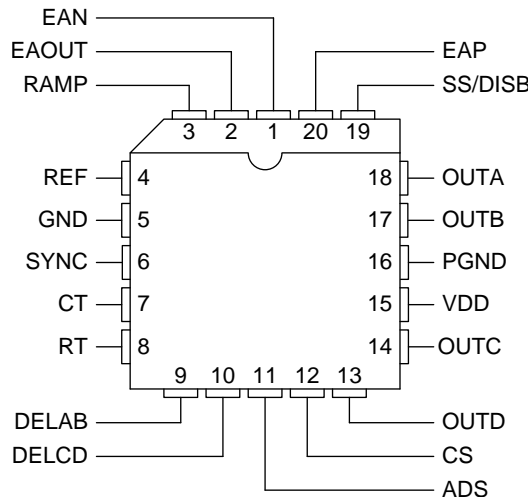 EAN
EAOUT
EAP
RAMP
SS/DISB
3 2 1 20 19
REF 4 18 OUTA
GND 5 17 OUTB
SYNC 6 16 PGND
CT 7 15 VDD
RT 8 14 OUTC
9 10 11 12 13
DELAB
OUTD
DELCD
CS
ADS